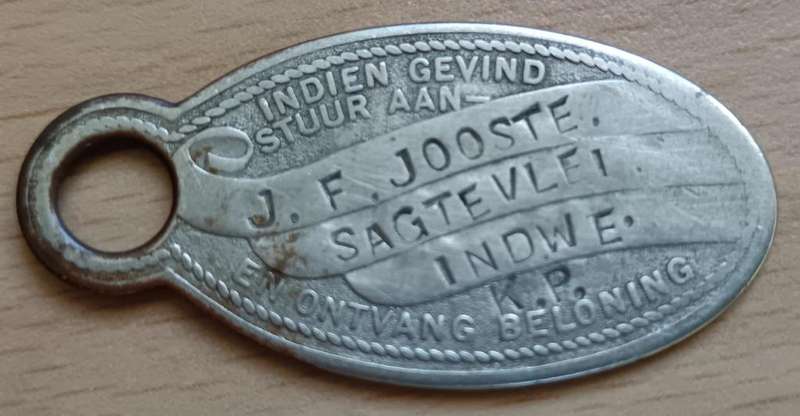 INDIEN GEVIND
STUUR AAN—
J. F. JOOSTE.
SAGTEVLEI.
INDWE.
K.P.
EN ONTVANG BELONING